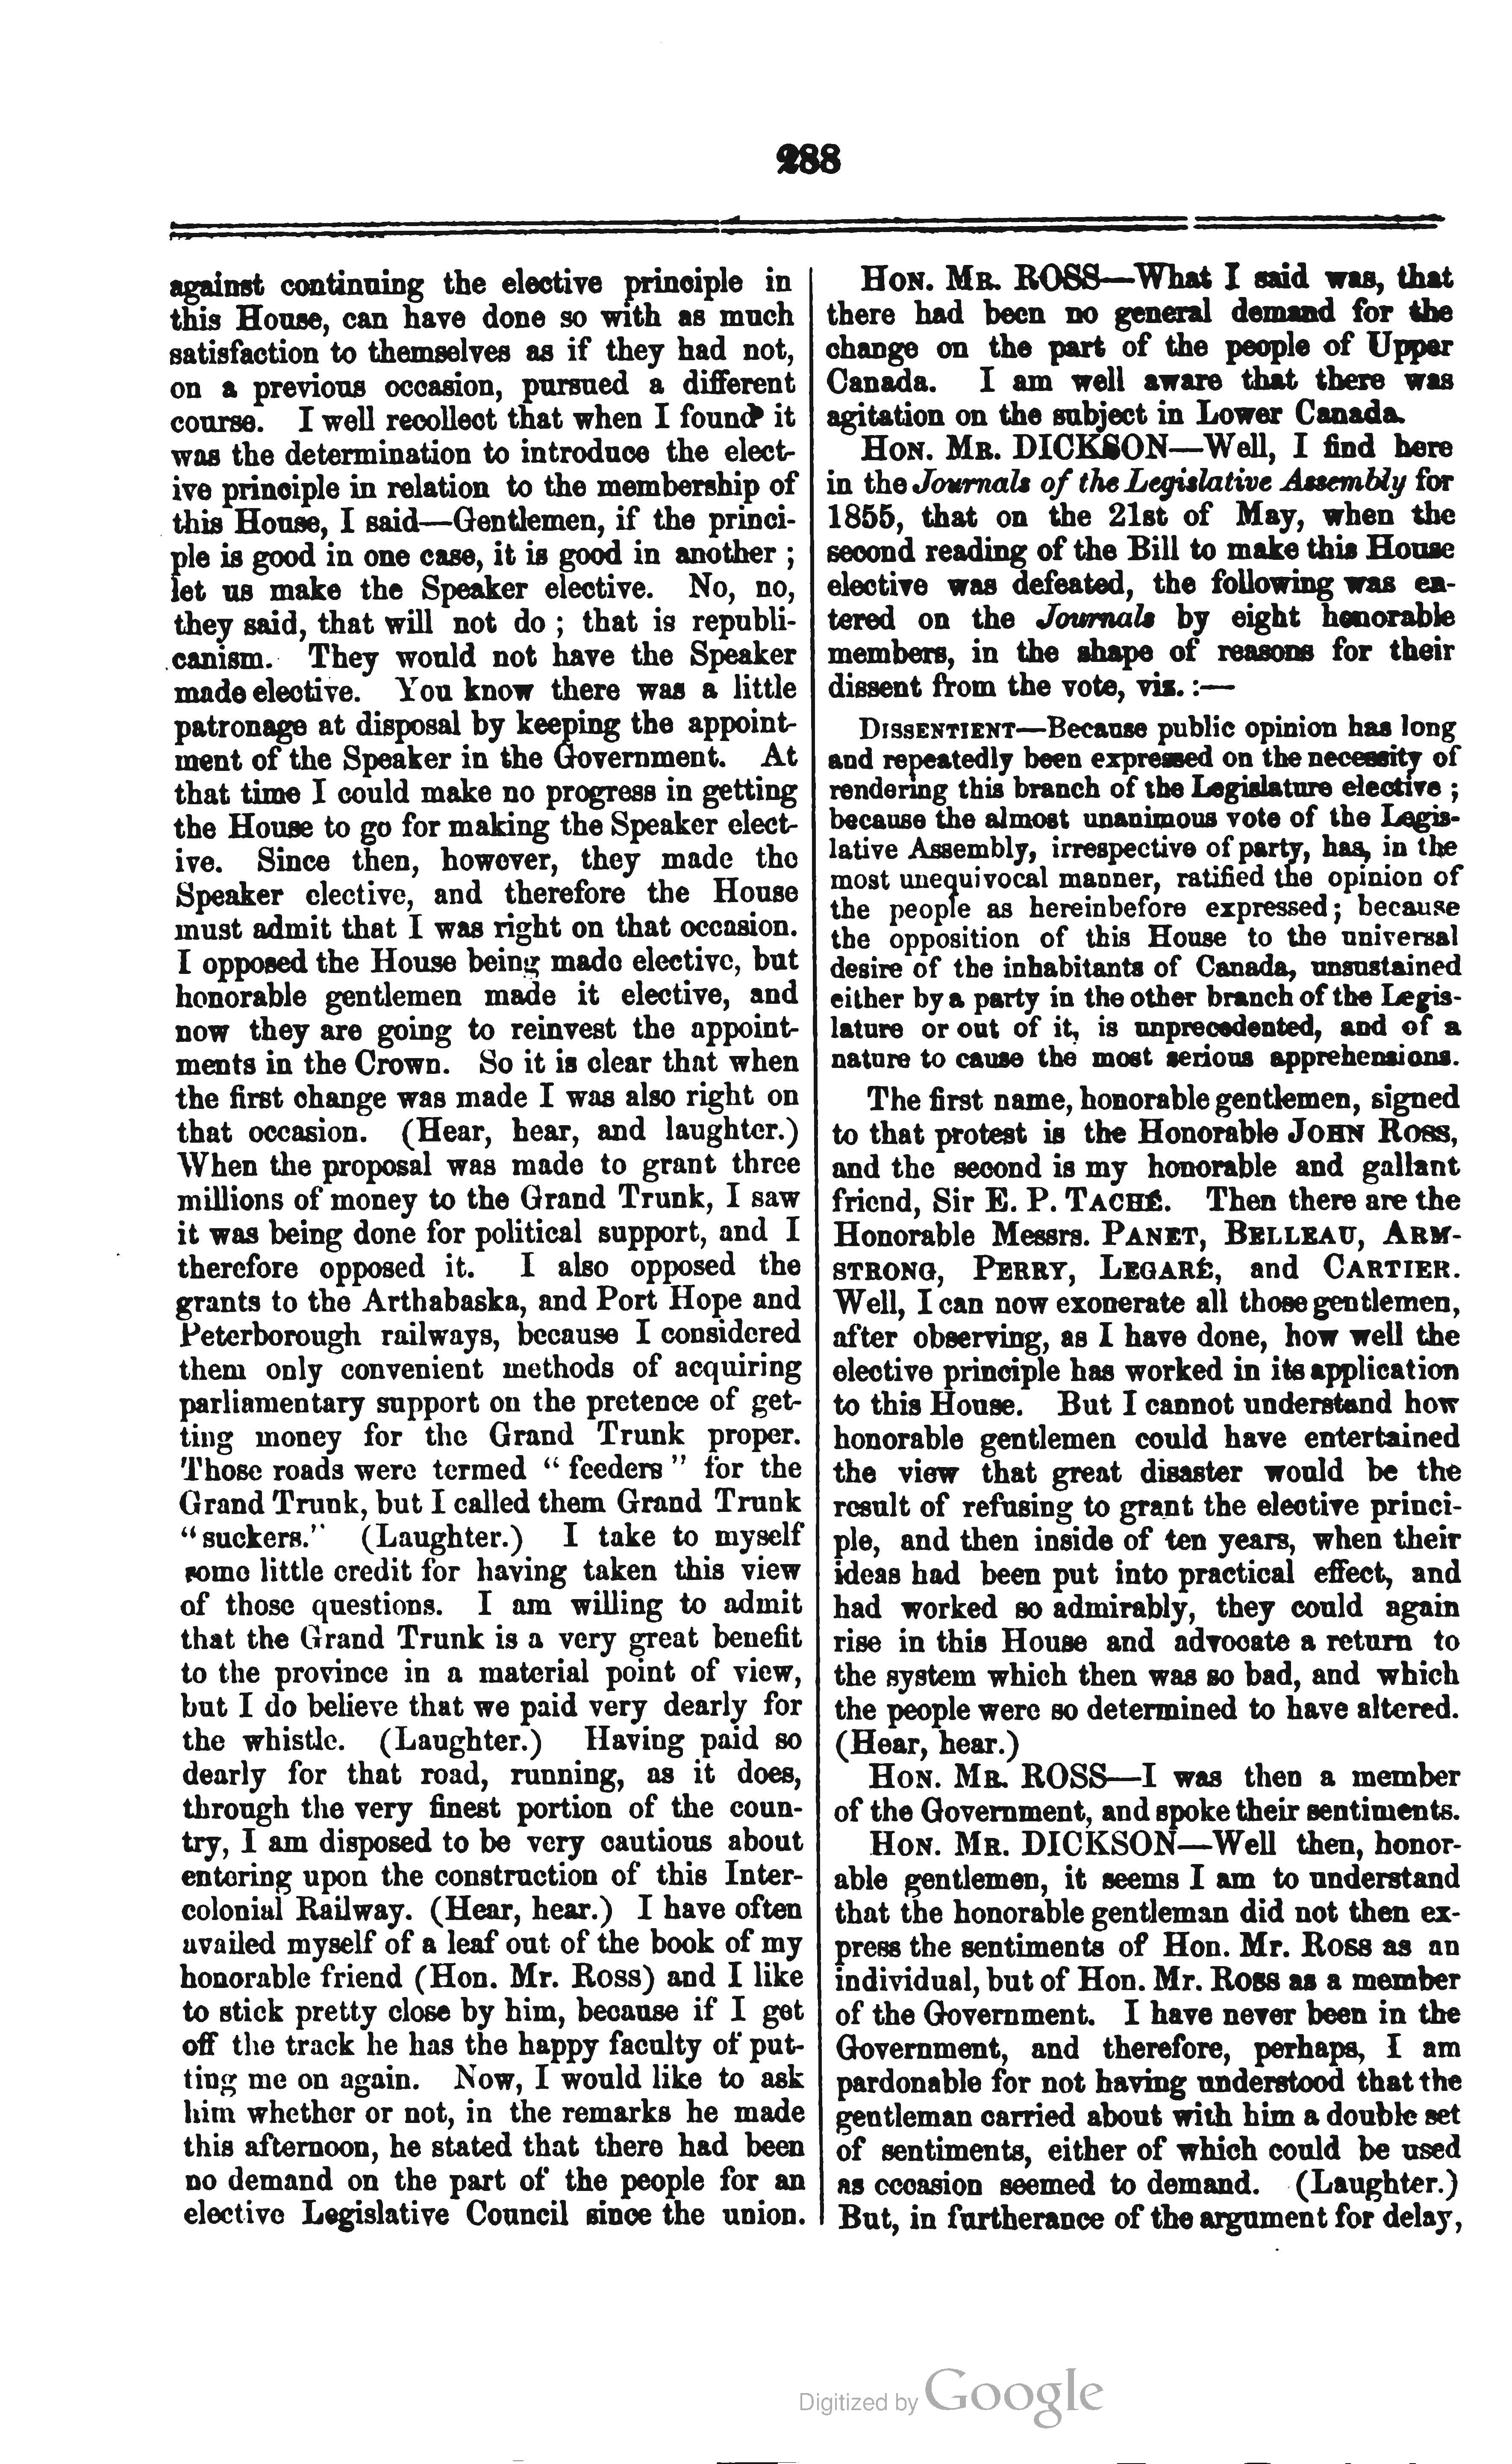 288
against continuing the elective principle in
this House, can have done so with as much
satisfaction to themselves as if they had not,
on a previous occasion, pursued a different
course. I well recollect that when I found it
was the determination to introduce the elect-
ive principle in relation to the membership of
this House, I said—Gentlemen, if the princi-
ple is good in one case, it is good in another ;
let us make the Speaker elective. No, no,
they said, that will not do ; that is republi-
canism. They would not have the Speaker
made elective. You know there was a little
patronage at disposal by keeping the appoint-
ment of the Speaker in the Government. At
that time I could make no progress in getting
the House to go for making the Speaker elect-
ive. Since then, however, they made the
Speaker elective, and therefore the House
must admit that I was right on that occasion.
I opposed the House being made elective, but
honorable gentlemen made it elective, and
now they are going to reinvest the appoint-
ments in the Crown. So it is clear that when
the first change was made I was also right on
that occasion. (Hear, hear, and laughter.)
When the proposal was made to grant three
millions of money to the Grand Trunk, I saw
it was being done for political support, and I
therefore opposed it. I also opposed the
grants to the Arthabaska, and Port Hope and
Peterborough railways, because I considered
them only convenient methods of acquiring
parliamentary support on the pretence of get-
ting money for the Grand Trunk proper.
Those roads were termed “ feeders ” for the
Grand Trunk, but I called them Grand Trunk
“ suckers.” (Laughter.) I take to myself
some little credit for having taken this view
of those questions. I am willing to admit
that the Grand Trunk is a very great benefit
to the province in a material point of view,
but I do believe that we paid very dearly for
the whistle. (Laughter.) Having paid so
dearly for that road, running, as it does,
through the very finest portion of the coun-
try, I am disposed to be very cautious about
entering upon the construction of this Inter-
colonial Railway. (Hear, hear.) I have often
availed myself of a leaf out of the book of my
honorable friend (Hon. Mr. Ross) and I like
to stick pretty close by him, because if I get
off the track he has the happy faculty of put-
ting me on again. Now, I would like to ask
him whether or not, in the remarks he made
this afternoon, he stated that there had been
no demand on the part of the people for an
elective Legislative Council since the union.
HON. MR. ROSS—What I said was, that
there had been no general demand for the
change on the part of the people of Upper
Canada. I am well aware that there was
agitation on the subject in Lower Canada.
HON. MR. DICKSON—Well, I find here
in the Journals of the Legislative Assembly for
1855, that on the 21st of May, when the
second reading of the Bill to make this House
elective was defeated, the following was en-
tered on the Journals by eight honorable
members, in the shape of reasons for their
dissent from the vote, viz. :—
DISSENTIENT—Because public opinion has long
and repeatedly been expressed on the necessity of
rendering this branch of the Legislature elective ;
because the almost unanimous vote of the Legis-
lative Assembly, irrespective of party, has, in the
most unequivocal manner, ratified the opinion of
the people as hereinbefore expressed; because
the opposition of this House to the universal
desire of the inhabitants of Canada, unsustained
either by a party in the other branch of the Legis-
lature or out of it, is unprecedented, and of a
nature to cause the most serious apprehensions.
The first name, honorable gentlemen, signed
to that protest is the Honorable JOHN ROSS,
and the second is my honorable and gallant
friend, Sir E. P. TACHÉ. Then there are the
Honorable Messrs. PANET, BELLEAU, ARM-
STRONG, PERRY, LEGARÉ, and CARTIER.
Well, I can now exonerate all those gentlemen,
after observing, as I have done, how well the
elective principle has worked in its application
to this House. But I cannot understand how
honorable gentlemen could have entertained
the view that great disaster would be the
result of refusing to grant the elective princi-
ple, and then inside of ten years, when their
ideas had been put into practical effect, and
had worked so admirably, they could again
rise in this House and advocate a return to
the system which then was so bad, and which
the people were so determined to have altered.
(Hear, hear.)
HON. MR. ROSS—I was then a member
of the Government, and spoke their sentiments.
HON. MR. DICKSON—Well then, honor-
able gentlemen, it seems I am to understand
that the honorable gentleman did not then ex-
press the sentiments of Hon. Mr. ROSS as an
individual, but of Hon. Mr. ROSS as a member
of the Government. I have never been in the
Government, and therefore, perhaps, I am
pardonable for not having understood that the
gentleman carried about with him a double set
of sentiments, either of which could be used
as occasion seemed to demand. (Laughter.)
But, in furtherance of the argument for delay,
Digitized by Google